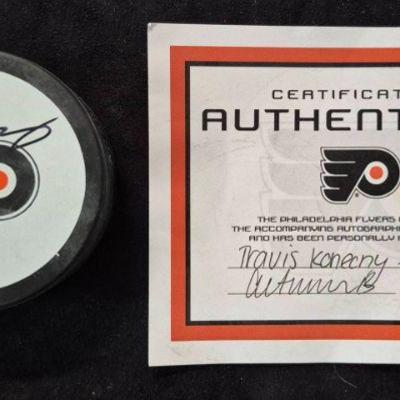 CERTIFICAT
AUTHENT
THE PHILADELPHIA FLYERS
THE ACCOMPANYING AUTOGRAPH
AND HAS BEEN PERSONALLY
Travis Konecny